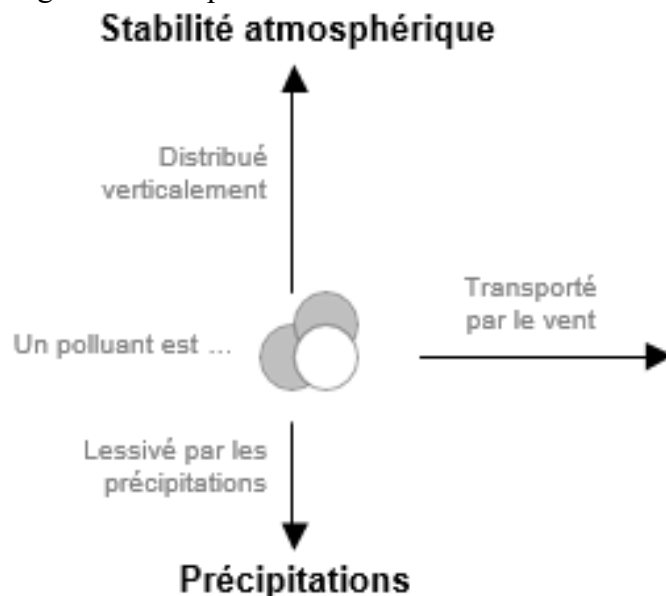 Stabilité atmosphérique
Distribué
verticalement
Transporté
par le vent
Un polluant est ...
Lessivé par les
précipitations
Précipitations